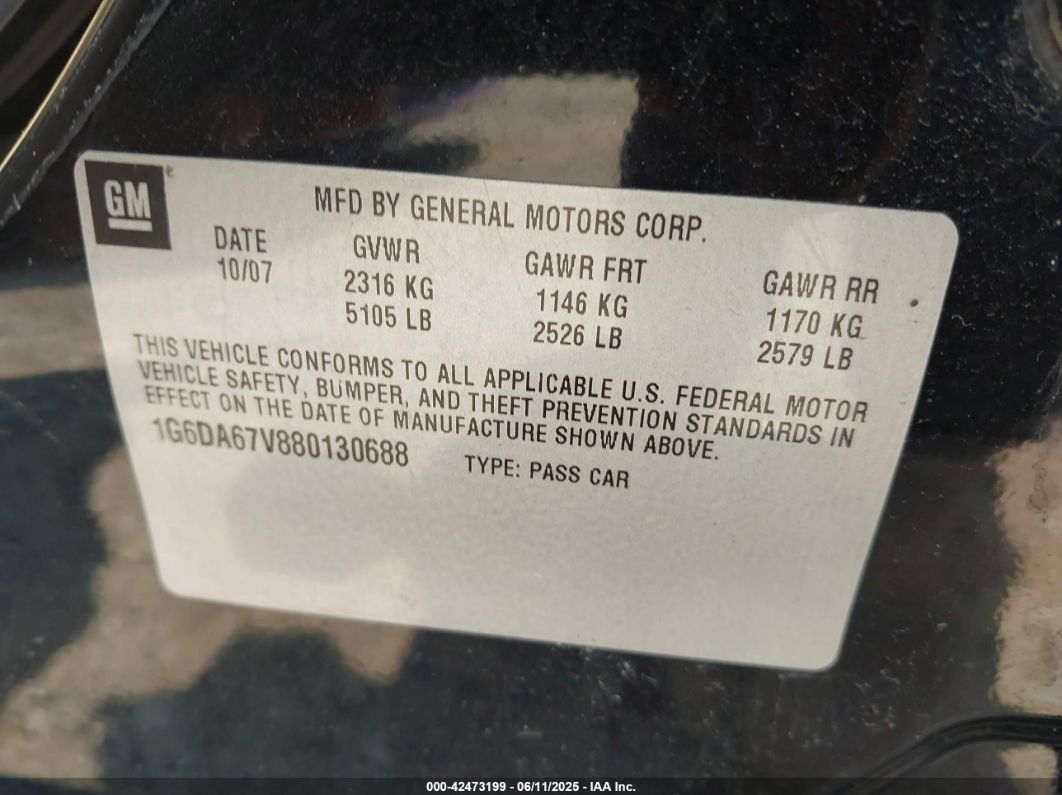 GM
MFD BY GENERAL MOTORS CORP.
DATE GVWR GAWR FRT GAWR RR
10/07 2316 KG 1146 KG 1170 KG
5105 LB 2526 LB 2579 LB
THIS VEHICLE CONFORMS TO ALL APPLICABLE U.S. FEDERAL MOTOR
VEHICLE SAFETY, BUMPER, AND THEFT PREVENTION STANDARDS IN
EFFECT ON THE DATE OF MANUFACTURE SHOWN ABOVE.
1G6DA67V880130688 TYPE: PASS CAR
000-42473199 - 06/11/2025 - IAA Inc.